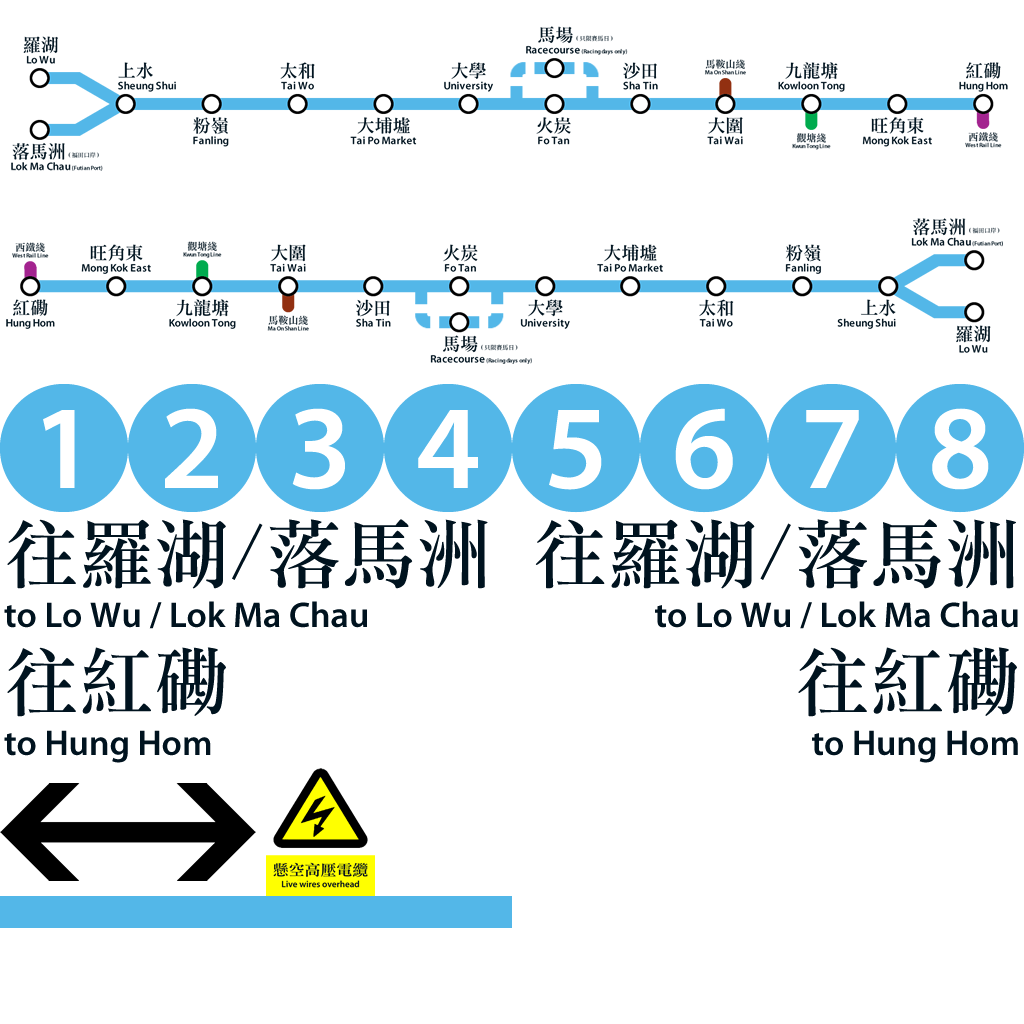 馬場（只限賽馬日）
Racecourse (Racing days only)
羅湖
Lo Wu
上水
Sheung Shui
太和
Tai Wo
大學
University
沙田
Sha Tin
馬鞍山綫
Ma On Shan Line
九龍塘
Kowloon Tong
紅磡
Hung Hom
落馬洲（福田口岸）
Lok Ma Chau (Futian Port)
粉嶺
Fanling
大埔墟
Tai Po Market
火炭
Fo Tan
大圍
Tai Wai
觀塘綫
Kwun Tong Line
旺角東
Mong Kok East
西鐵綫
West Rail Line
西鐵綫
West Rail Line
旺角東
Mong Kok East
觀塘綫
Kwun Tong Line
大圍
Tai Wai
火炭
Fo Tan
大埔墟
Tai Po Market
粉嶺
Fanling
落馬洲（福田口岸）
Lok Ma Chau (Futian Port)
紅磡
Hung Hom
九龍塘
Kowloon Tong
馬鞍山綫
Ma On Shan Line
沙田
Sha Tin
馬場（只限賽馬日）
Racecourse (Racing days only)
大學
University
太和
Tai Wo
上水
Sheung Shui
羅湖
Lo Wu
1 2 3 4 5 6 7 8
往羅湖/落馬洲
to Lo Wu / Lok Ma Chau
往羅湖/落馬洲
to Lo Wu / Lok Ma Chau
往紅磡
to Hung Hom
往紅磡
to Hung Hom
懸空高壓電纜
Live wires overhead